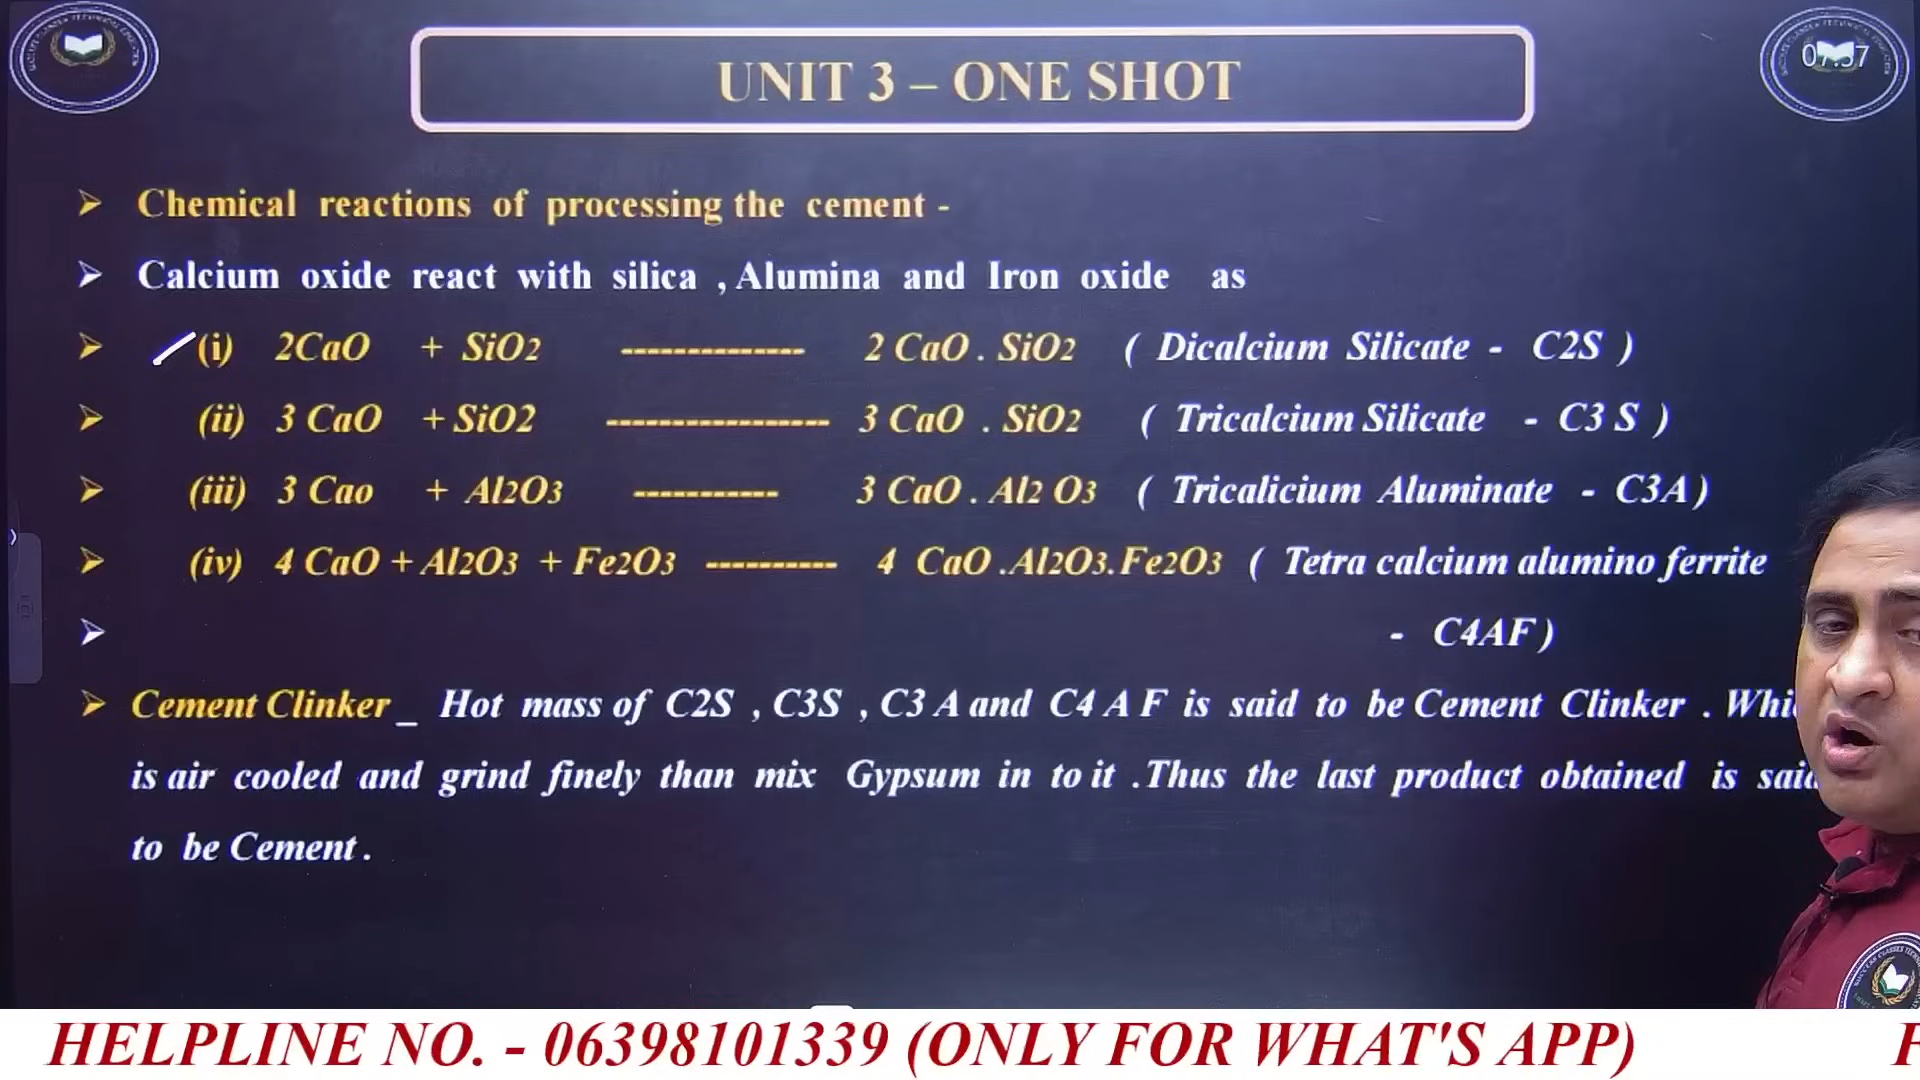 UNIT 3 – ONE SHOT
07:37
➢ Chemical reactions of processing the cement -
➢ Calcium oxide react with silica , Alumina and Iron oxide as
➢ (i) 2CaO + SiO2 -------------- 2 CaO . SiO2 ( Dicalcium Silicate - C2S )
➢ (ii) 3 CaO + SiO2 ----------------- 3 CaO . SiO2 ( Tricalcium Silicate - C3 S )
➢ (iii) 3 Cao + Al2O3 ----------- 3 CaO . Al2 O3 ( Tricalicium Aluminate - C3A )
➢ (iv) 4 CaO + Al2O3 + Fe2O3 ---------- 4 CaO .Al2O3.Fe2O3 ( Tetra calcium alumino ferrite
➢ - C4AF )
➢ Cement Clinker _ Hot mass of C2S , C3S , C3 A and C4 A F is said to be Cement Clinker .
is air cooled and grind finely than mix Gypsum in to it . Thus the last product obtained is said
to be Cement .
HELPLINE NO. - 06398101339 (ONLY FOR WHAT'S APP)